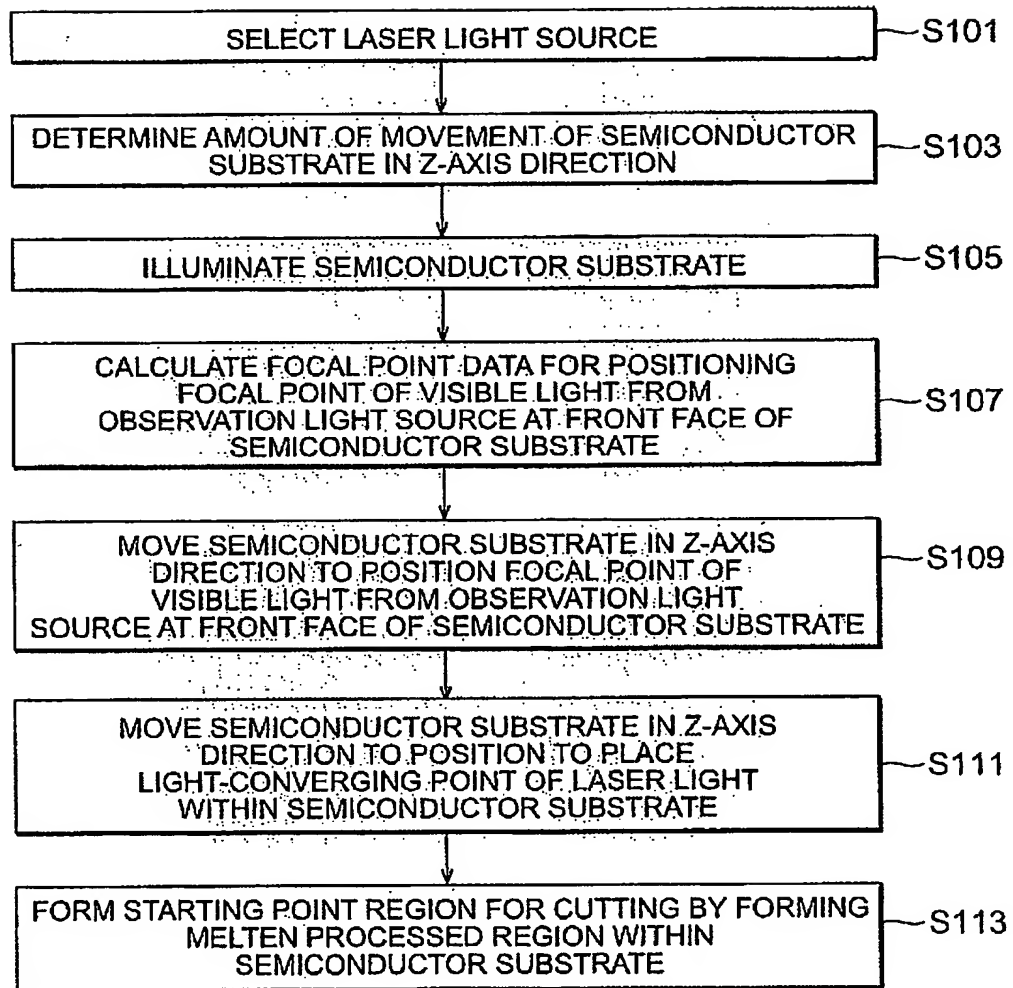 SELECT LASER LIGHT SOURCE
S101
DETERMINE AMOUNT OF MOVEMENT OF SEMICONDUCTOR
SUBSTRATE IN Z-AXIS DIRECTION
S103
ILLUMINATE SEMICONDUCTOR SUBSTRATE
S105
CALCULATE FOCAL POINT DATA FOR POSITIONING
FOCAL POINT OF VISIBLE LIGHT FROM
OBSERVATION LIGHT SOURCE AT FRONT FACE OF
SEMICONDUCTOR SUBSTRATE
S107
MOVE SEMICONDUCTOR SUBSTRATE IN Z-AXIS
DIRECTION TO POSITION FOCAL POINT OF
VISIBLE LIGHT FROM OBSERVATION LIGHT
SOURCE AT FRONT FACE OF SEMICONDUCTOR SUBSTRATE
S109
MOVE SEMICONDUCTOR SUBSTRATE IN Z-AXIS
DIRECTION TO POSITION TO PLACE
LIGHT-CONVERGING POINT OF LASER LIGHT
WITHIN SEMICONDUCTOR SUBSTRATE
S111
FORM STARTING POINT REGION FOR CUTTING BY FORMING
MELTEN PROCESSED REGION WITHIN
SEMICONDUCTOR SUBSTRATE
S113